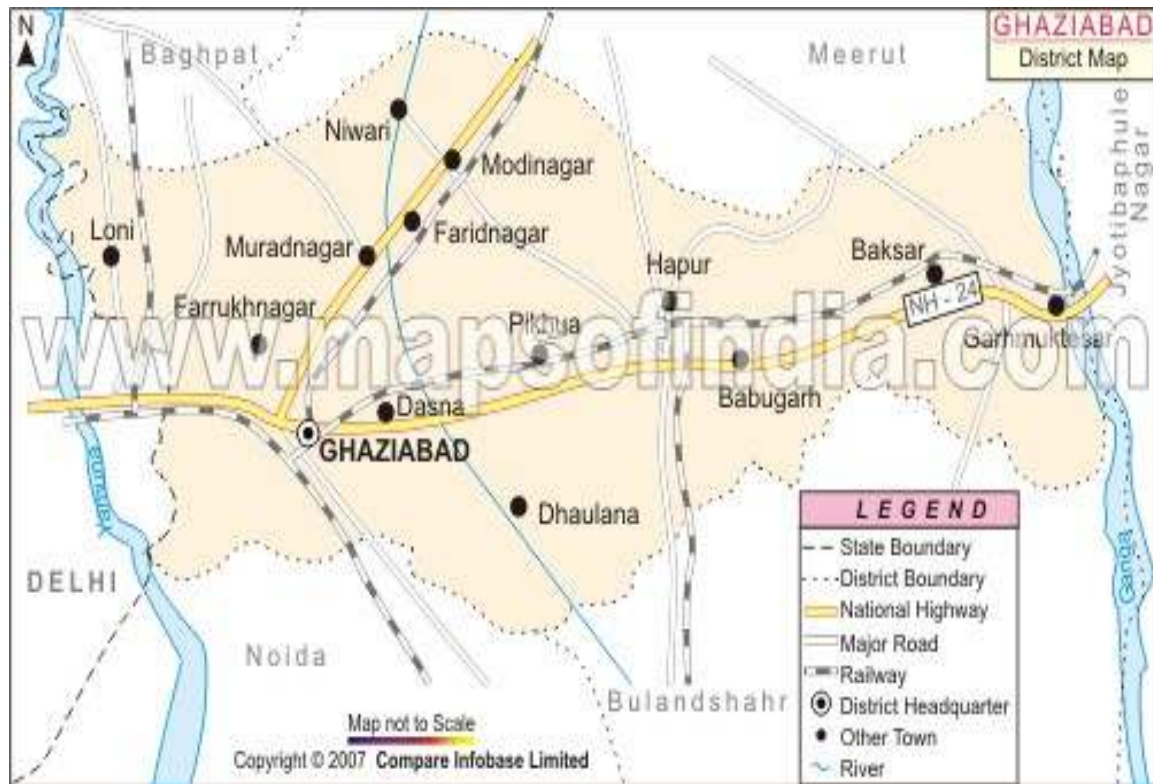 N
GHAZIABAD
District Map
Baghpat
Meerut
Jyotibaphule
Nagar
Niwari
Modinagar
Loni
Muradnagar
Faridnagar
Hapur
Baksar
NH - 24
Farrukhnagar
Pilkhua
Garhmuktesar
www.mapsofindia.com
Dasna
Babugarh
GHAZIABAD
Yamuna
Dhaulana
DELHI
Noida
Bulandshahr
Ganga
LEGEND
State Boundary
District Boundary
National Highway
Major Road
Railway
District Headquarter
Other Town
River
Map not to Scale
Copyright © 2007 Compare Infobase Limited